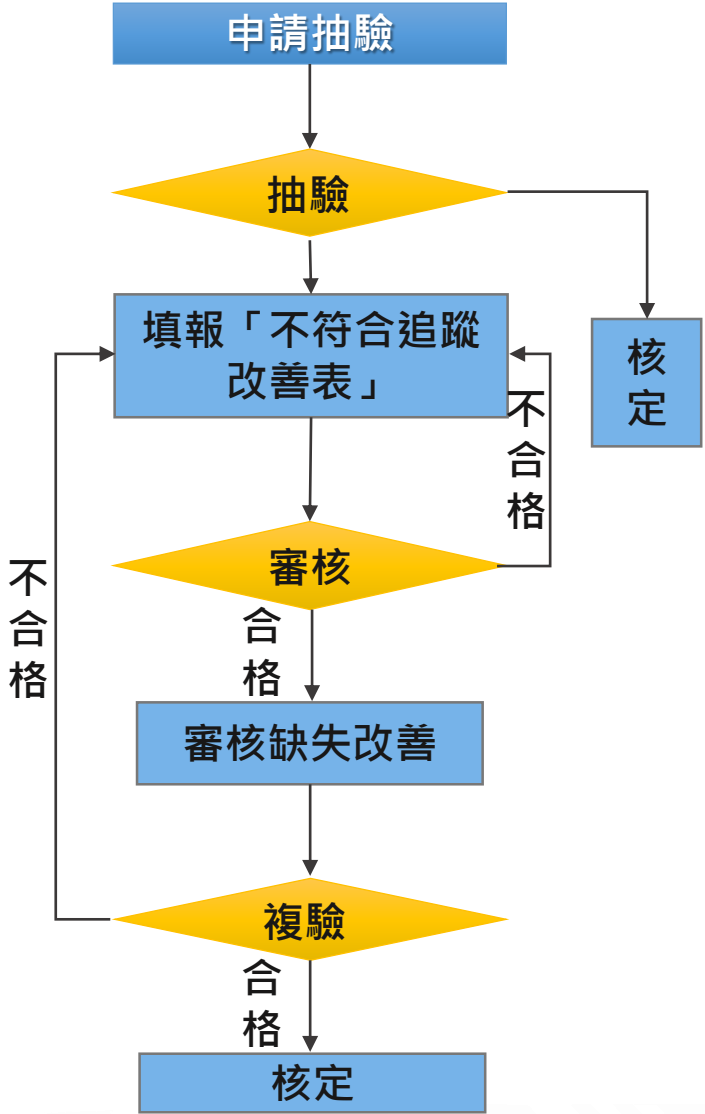 申請抽驗
抽驗
填報「不符合追蹤
改善表」
核
定
不
合
格
審核
合
格
不
合
格
審核缺失改善
複驗
合
格
核定